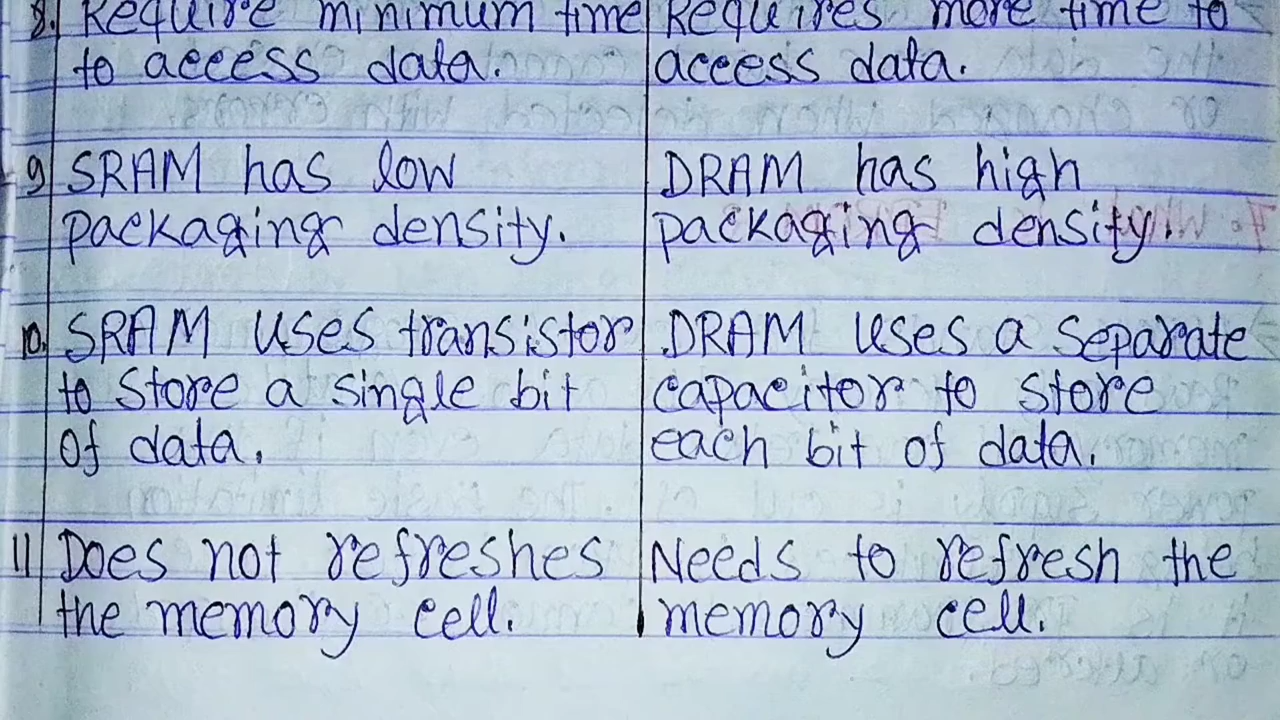 8. Require minimum time Requires more time to
to access data. access data.
9 SRAM has low DRAM has high
packaging density. packaging density.
10. SRAM uses transistor DRAM uses a separate
to store a single bit capacitor to store
of data. each bit of data.
11 Does not refreshes Needs to refresh the
the memory cell. memory cell.